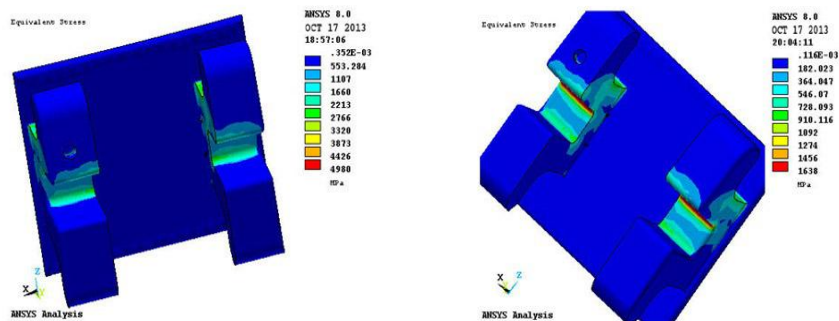 Equivalent Stress
ANSYS 8.0
OCT 17 2013
18:57:06
.352E-03
553.284
1107
1660
2213
2766
3320
3873
4426
4980
MPa
X
Z
Y
ANSYS Analysis
Equivalent Stress
ANSYS 8.0
OCT 17 2013
20:04:11
.116E-03
182.023
364.047
546.07
728.093
910.116
1092
1274
1456
1638
MPa
X
Z
ANSYS Analysis